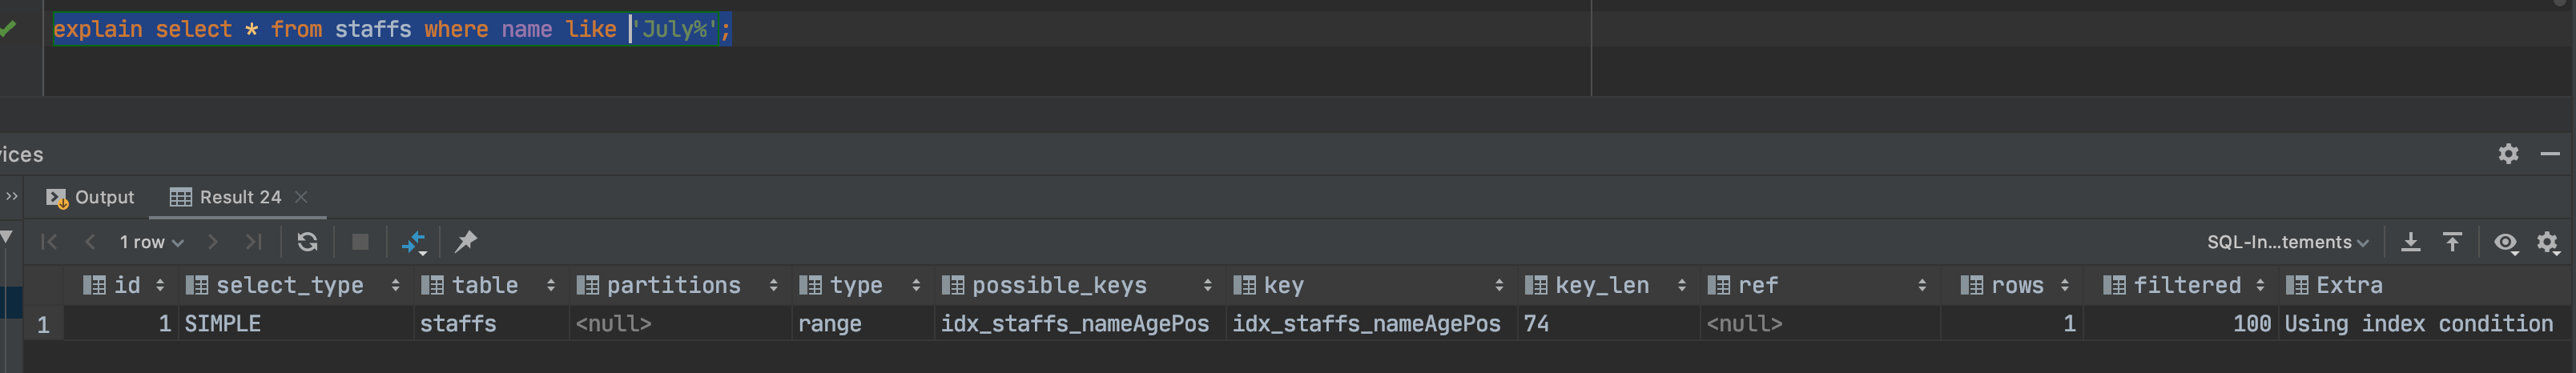 explain select * from staffs where name like 'July%';
vices
Output Result 24
1 row SQL-In...tements
id select_type table partitions type possible_keys key key_len ref rows filtered Extra
1 1 SIMPLE staffs <null> range idx_staffs_nameAgePos idx_staffs_nameAgePos 74 <null> 1 100 Using index condition